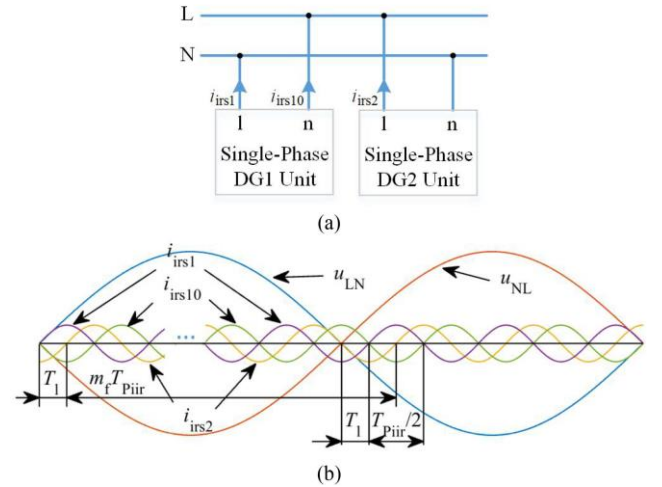 L
N
i_irs1 i_irs10 i_irs2
l n l n
Single-Phase Single-Phase
DG1 Unit DG2 Unit
(a)
i_irs1
u_LN u_NL
i_irs10
...
T_1 m_f T_Piir T_1 T_Piir/2
i_irs2
(b)